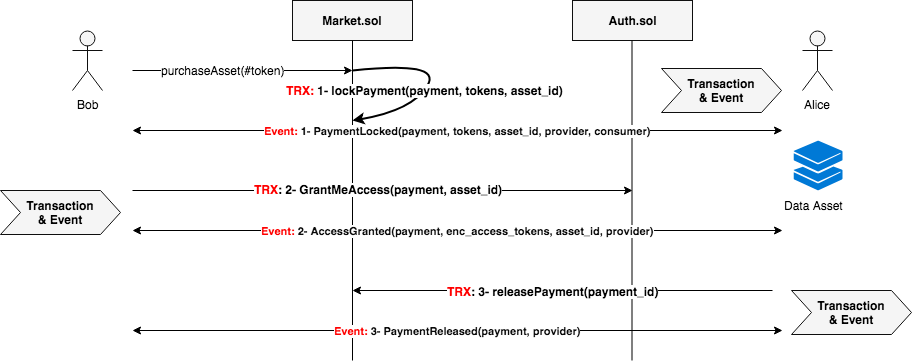 Market.sol
Auth.sol
Bob
purchaseAsset(#token)
TRX: 1- lockPayment(payment, tokens, asset_id)
Transaction
& Event
Alice
Event: 1- PaymentLocked(payment, tokens, asset_id, provider, consumer)
TRX: 2- GrantMeAccess(payment, asset_id)
Transaction
& Event
Data Asset
Event: 2- AccessGranted(payment, enc_access_tokens, asset_id, provider)
TRX: 3- releasePayment(payment_id)
Transaction
& Event
Event: 3- PaymentReleased(payment, provider)